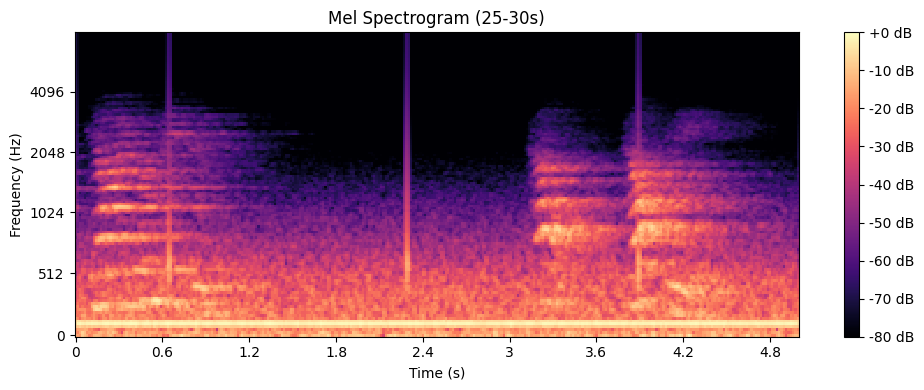 Mel Spectrogram (25-30s)
+0 dB
-10 dB
-20 dB
-30 dB
-40 dB
-50 dB
-60 dB
-70 dB
-80 dB
Frequency (Hz)
4096
2048
1024
512
0
0
0.6
1.2
1.8
2.4
3
3.6
4.2
4.8
Time (s)